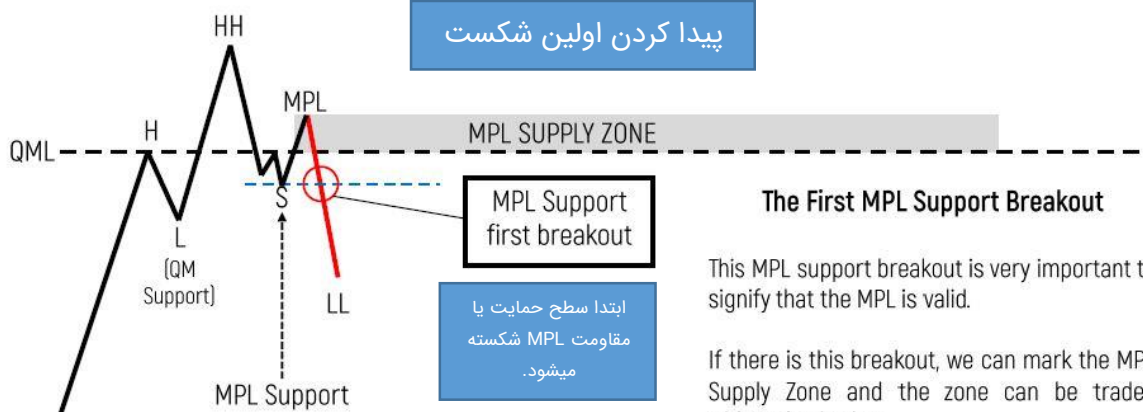 پیدا کردن اولین شکست
HH
MPL
H
MPL SUPPLY ZONE
QML
S
L
(QM
Support)
MPL Support
first breakout
LL
ابتدا سطح حمایت یا
مقاومت MPL شکسته
میشود.
MPL Support
The First MPL Support Breakout
This MPL support breakout is very important t
signify that the MPL is valid.
If there is this breakout, we can mark the MP
Supply Zone and the zone can be trade